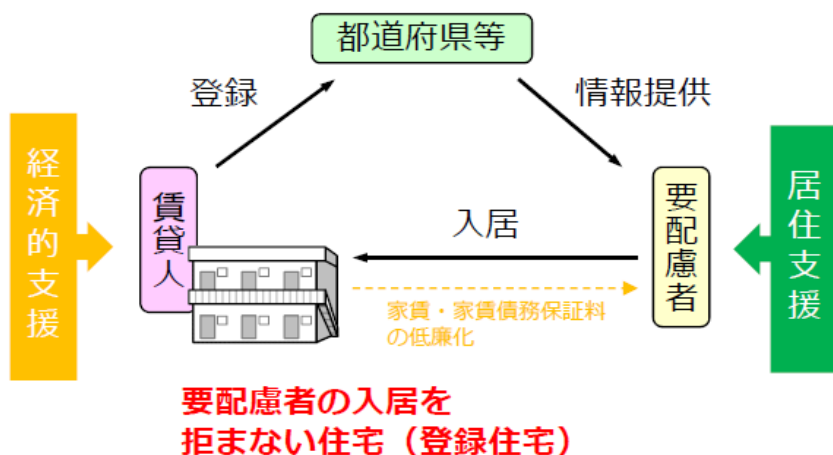 都道府県等
登録
情報提供
経済的支援
賃貸人
入居
要配慮者
居住支援
家賃・家賃債務保証料
の低廉化
要配慮者の入居を
拒まない住宅（登録住宅）